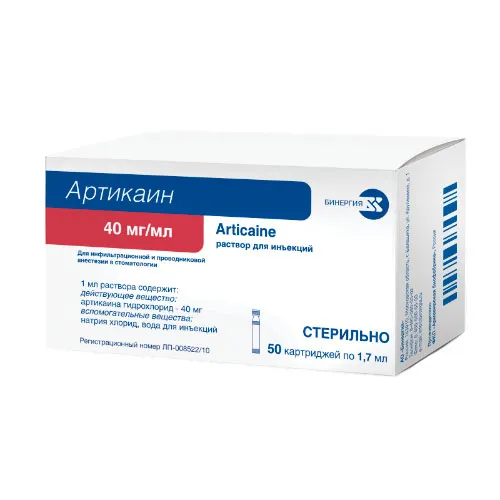 Артикаин
БИНЕРГИЯ
40 мг/мл
Articaine
раствор для инъекций
Для инфильтрационной и проводниковой
анестезии в стоматологии
1 мл раствора содержит:
действующее вещество:
артикаина гидрохлорид - 40 мг
вспомогательные вещества:
натрия хлорид, вода для инъекций
Регистрационный номер ЛП-008522/10
СТЕРИЛЬНО
50 картриджей по 1,7 мл